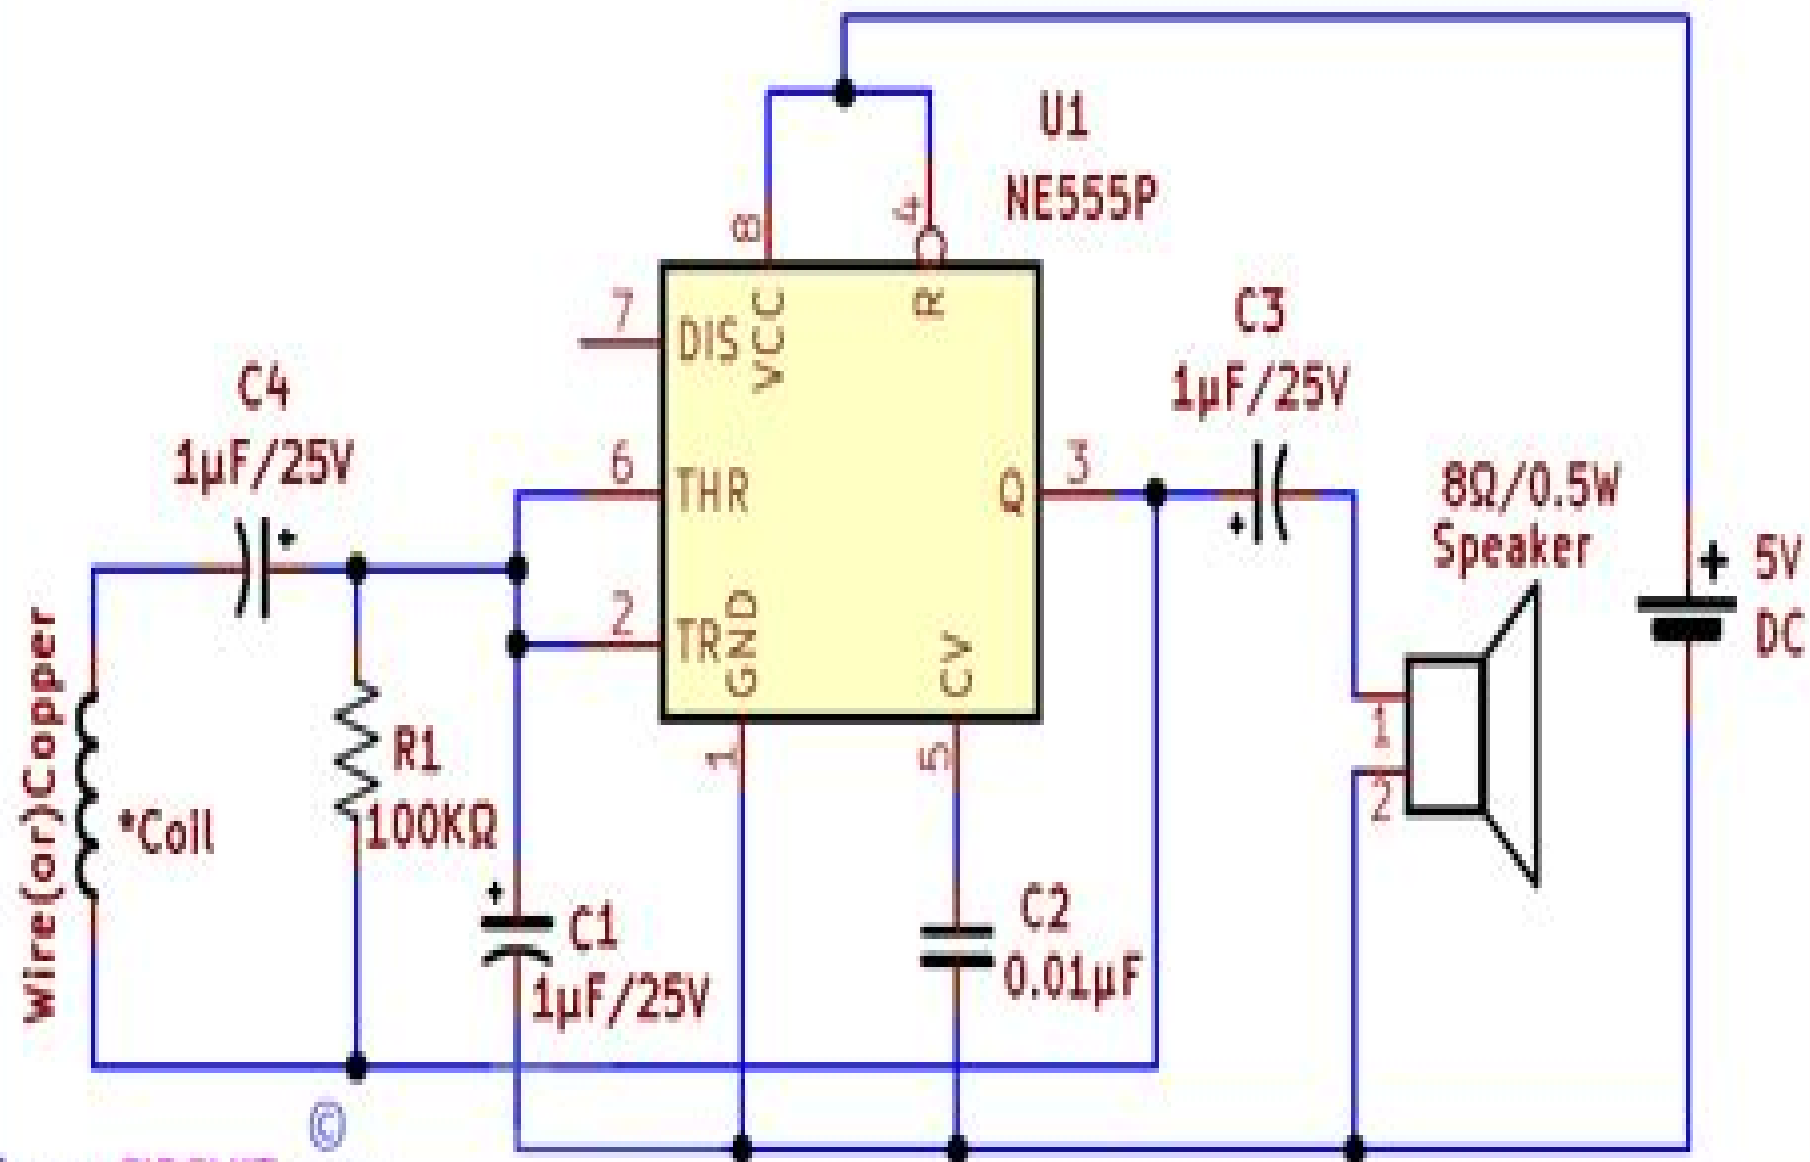 U1
NE555P
8
4
7
DIS
VCC
R
C3
1µF/25V
C4
1µF/25V
6
THR
Q
3
8Ω/0.5W
Speaker
+
5V
DC
+
+
2
TR
GND
CV
Wire(or)Copper
*Coil
R1
100KΩ
1
5
1
2
+
C1
1µF/25V
C2
0.01µF
©